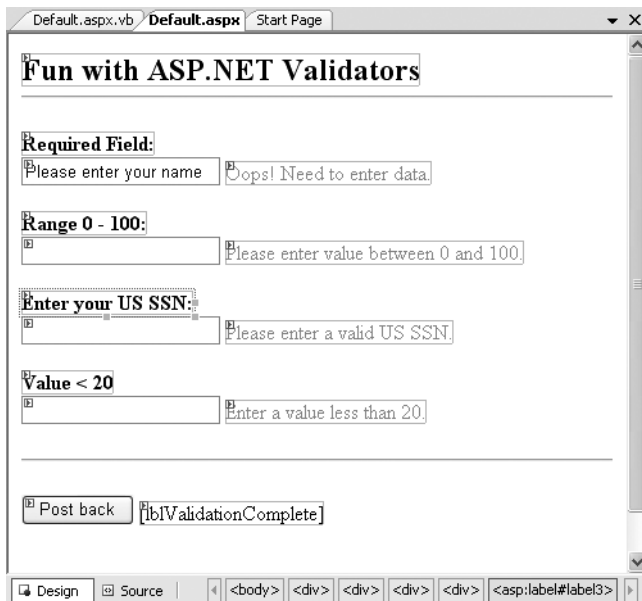 Default.aspx.vb Default.aspx Start Page
Fun with ASP.NET Validators
Required Field:
Please enter your name Oops! Need to enter data.
Range 0 - 100:
Please enter value between 0 and 100.
Enter your US SSN:
Please enter a valid US SSN.
Value < 20
Enter a value less than 20.
Post back [lblValidationComplete]
Design Source <body> <div> <div> <div> <div> <asp:label#label3>